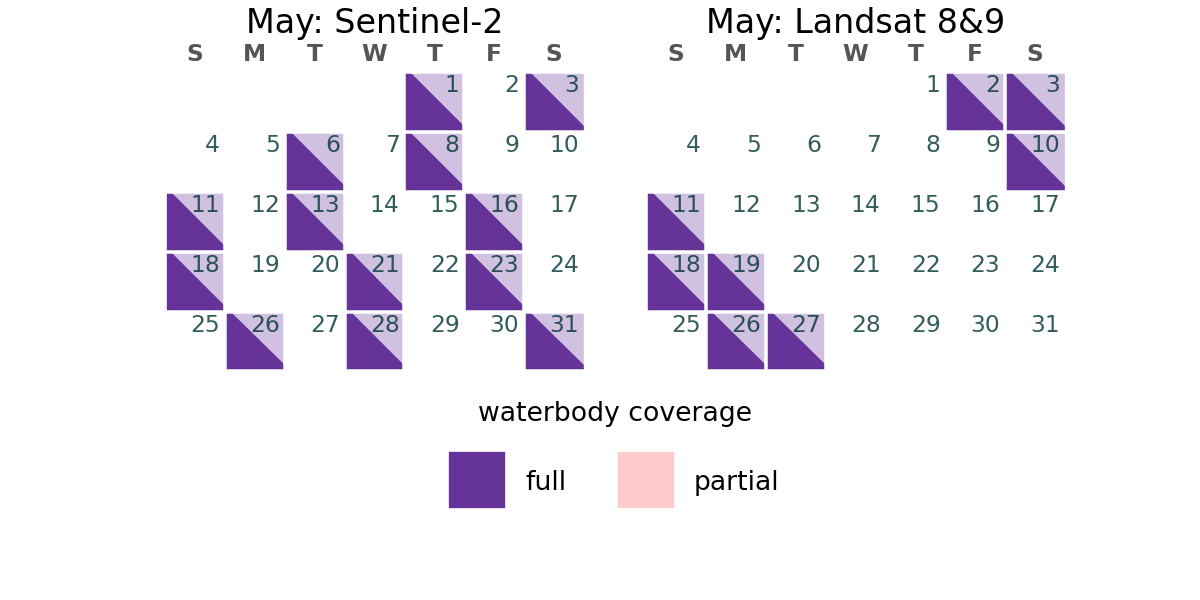 May: Sentinel-2
S M T W T F S
1 2 3
4 5 6 7 8 9 10
11 12 13 14 15 16 17
18 19 20 21 22 23 24
25 26 27 28 29 30 31
May: Landsat 8&9
S M T W T F S
1 2 3
4 5 6 7 8 9 10
11 12 13 14 15 16 17
18 19 20 21 22 23 24
25 26 27 28 29 30 31
waterbody coverage
full
partial